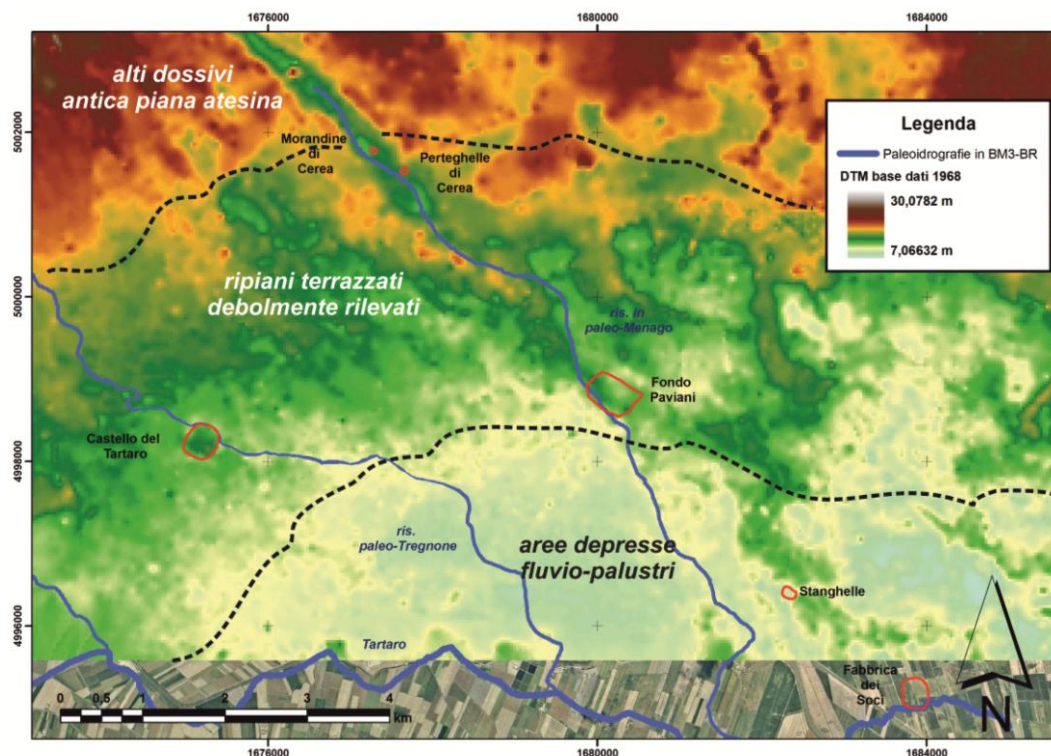 1676000
1680000
1684000
alti dossivi
antica piana atesina
Morandine
di
Cerea
Perteghelle
di
Cerea
Legenda
Paleoidrografie in BM3-BR
DTM base dati 1968
30,0782 m
7,06632 m
5002000
5000000
4998000
4996000
ripiani terrazzati
debolmente rilevati
ris. in
paleo-Menago
Fondo
Paviani
Castello del
Tartaro
ris.
paleo-Tregnone
aree depresse
fluvio-palustri
Stanghelle
Tartaro
Fabbrica
dei
Soci
0 0,5 1 2 3 4
km
N
1676000
1680000
1684000